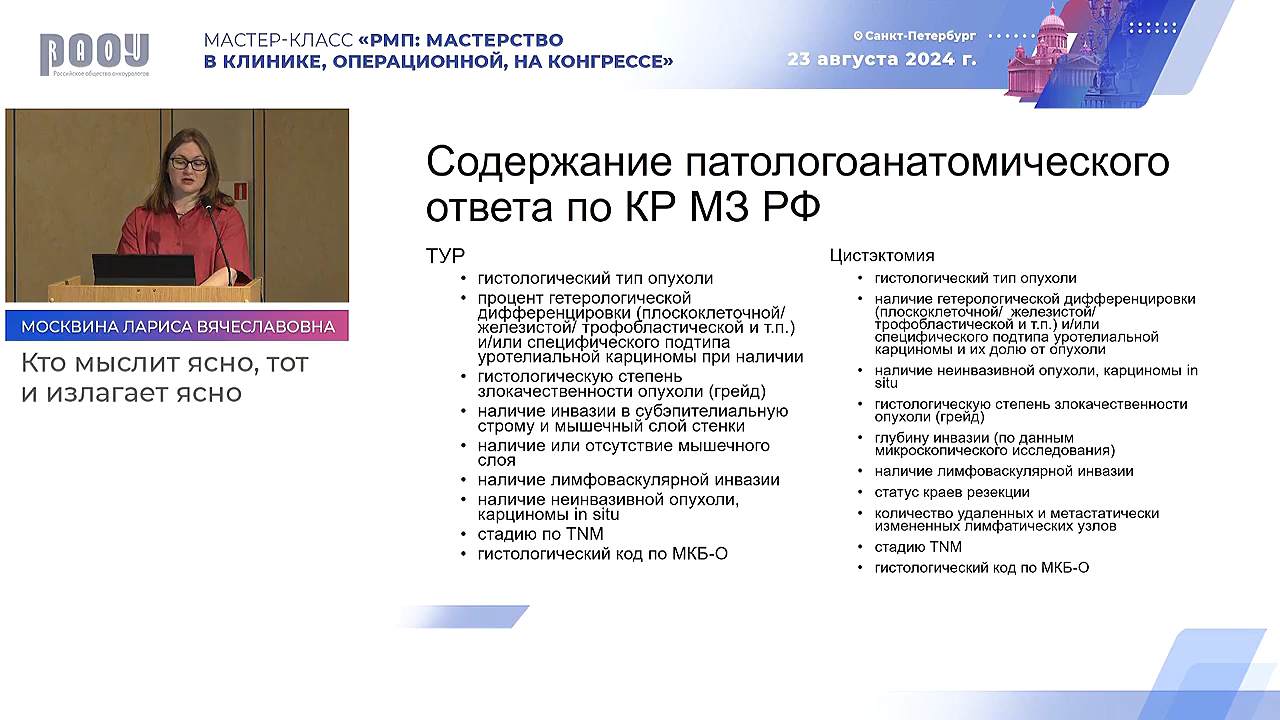 РАОУ
Российское общество онкоурологов
МАСТЕР-КЛАСС «РМП: МАСТЕРСТВО
В КЛИНИКЕ, ОПЕРАЦИОННОЙ, НА КОНГРЕССЕ»
Санкт-Петербург
23 августа 2024 г.
МОСКВИНА ЛАРИСА ВЯЧЕСЛАВОВНА
Кто мыслит ясно, тот
и излагает ясно
Содержание патологоанатомического
ответа по КР МЗ РФ
ТУР
• гистологический тип опухоли
• процент гетерологической
дифференцировки (плоскоклеточной/
железистой/ трофобластической и т.п.)
и/или специфического подтипа
уротелиальной карциномы при наличии
• гистологическую степень
злокачественности опухоли (грейд)
• наличие инвазии в субэпителиальную
строму и мышечный слой стенки
• наличие или отсутствие мышечного
слоя
• наличие лимфоваскулярной инвазии
• наличие неинвазивной опухоли,
карциномы in situ
• стадию по TNM
• гистологический код по МКБ-О
Цистэктомия
• гистологический тип опухоли
• наличие гетерологической дифференцировки
(плоскоклеточной/ железистой/
трофобластической и т.п.) и/или
специфического подтипа уротелиальной
карциномы и их долю от опухоли
• наличие неинвазивной опухоли, карциномы in
situ
• гистологическую степень злокачественности
опухоли (грейд)
• глубину инвазии (по данным
микроскопического исследования)
• наличие лимфоваскулярной инвазии
• статус краев резекции
• количество удаленных и метастатически
измененных лимфатических узлов
• стадию TNM
• гистологический код по МКБ-О